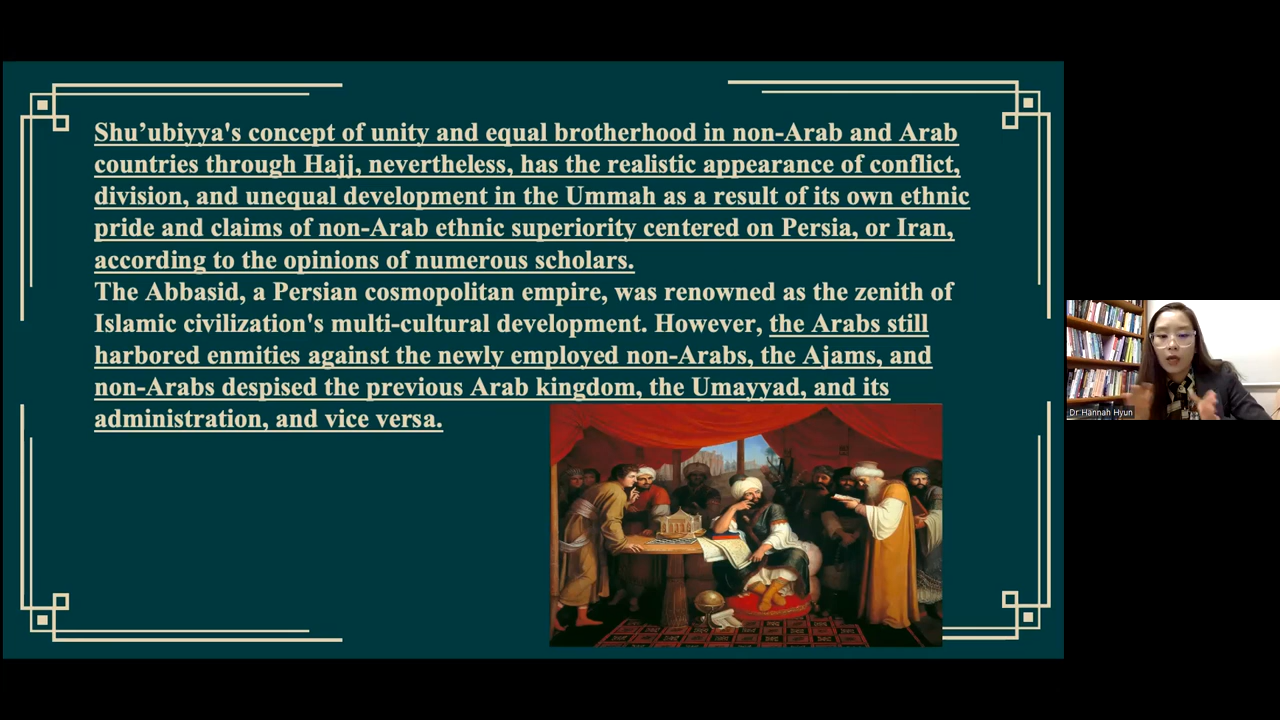 Shu’ubiyya's concept of unity and equal brotherhood in non-Arab and Arab
countries through Hajj, nevertheless, has the realistic appearance of conflict,
division, and unequal development in the Ummah as a result of its own ethnic
pride and claims of non-Arab ethnic superiority centered on Persia, or Iran,
according to the opinions of numerous scholars.
The Abbasid, a Persian cosmopolitan empire, was renowned as the zenith of
Islamic civilization's multi-cultural development. However, the Arabs still
harbored enmities against the newly employed non-Arabs, the Ajams, and
non-Arabs despised the previous Arab kingdom, the Umayyad, and its
administration, and vice versa.
Dr Hannah Hyun